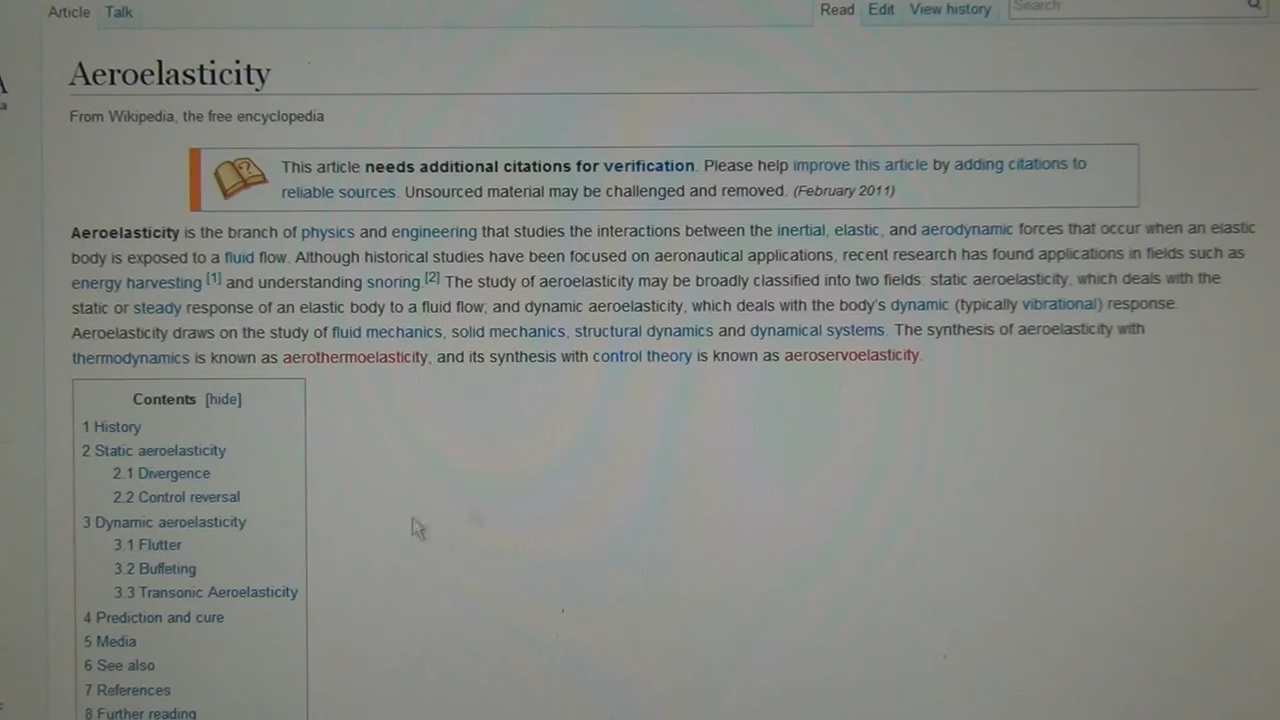 Article Talk Read Edit View history Search
Aeroelasticity
From Wikipedia, the free encyclopedia
This article needs additional citations for verification. Please help improve this article by adding citations to
reliable sources. Unsourced material may be challenged and removed. (February 2011)
Aeroelasticity is the branch of physics and engineering that studies the interactions between the inertial, elastic, and aerodynamic forces that occur when an elastic
body is exposed to a fluid flow. Although historical studies have been focused on aeronautical applications, recent research has found applications in fields such as
energy harvesting [1] and understanding snoring.[2] The study of aeroelasticity may be broadly classified into two fields: static aeroelasticity, which deals with the
static or steady response of an elastic body to a fluid flow; and dynamic aeroelasticity, which deals with the body's dynamic (typically vibrational) response.
Aeroelasticity draws on the study of fluid mechanics, solid mechanics, structural dynamics and dynamical systems. The synthesis of aeroelasticity with
thermodynamics is known as aerothermoelasticity, and its synthesis with control theory is known as aeroservoelasticity.
Contents [hide]
1 History
2 Static aeroelasticity
2.1 Divergence
2.2 Control reversal
3 Dynamic aeroelasticity
3.1 Flutter
3.2 Buffeting
3.3 Transonic Aeroelasticity
4 Prediction and cure
5 Media
6 See also
7 References
8 Further reading